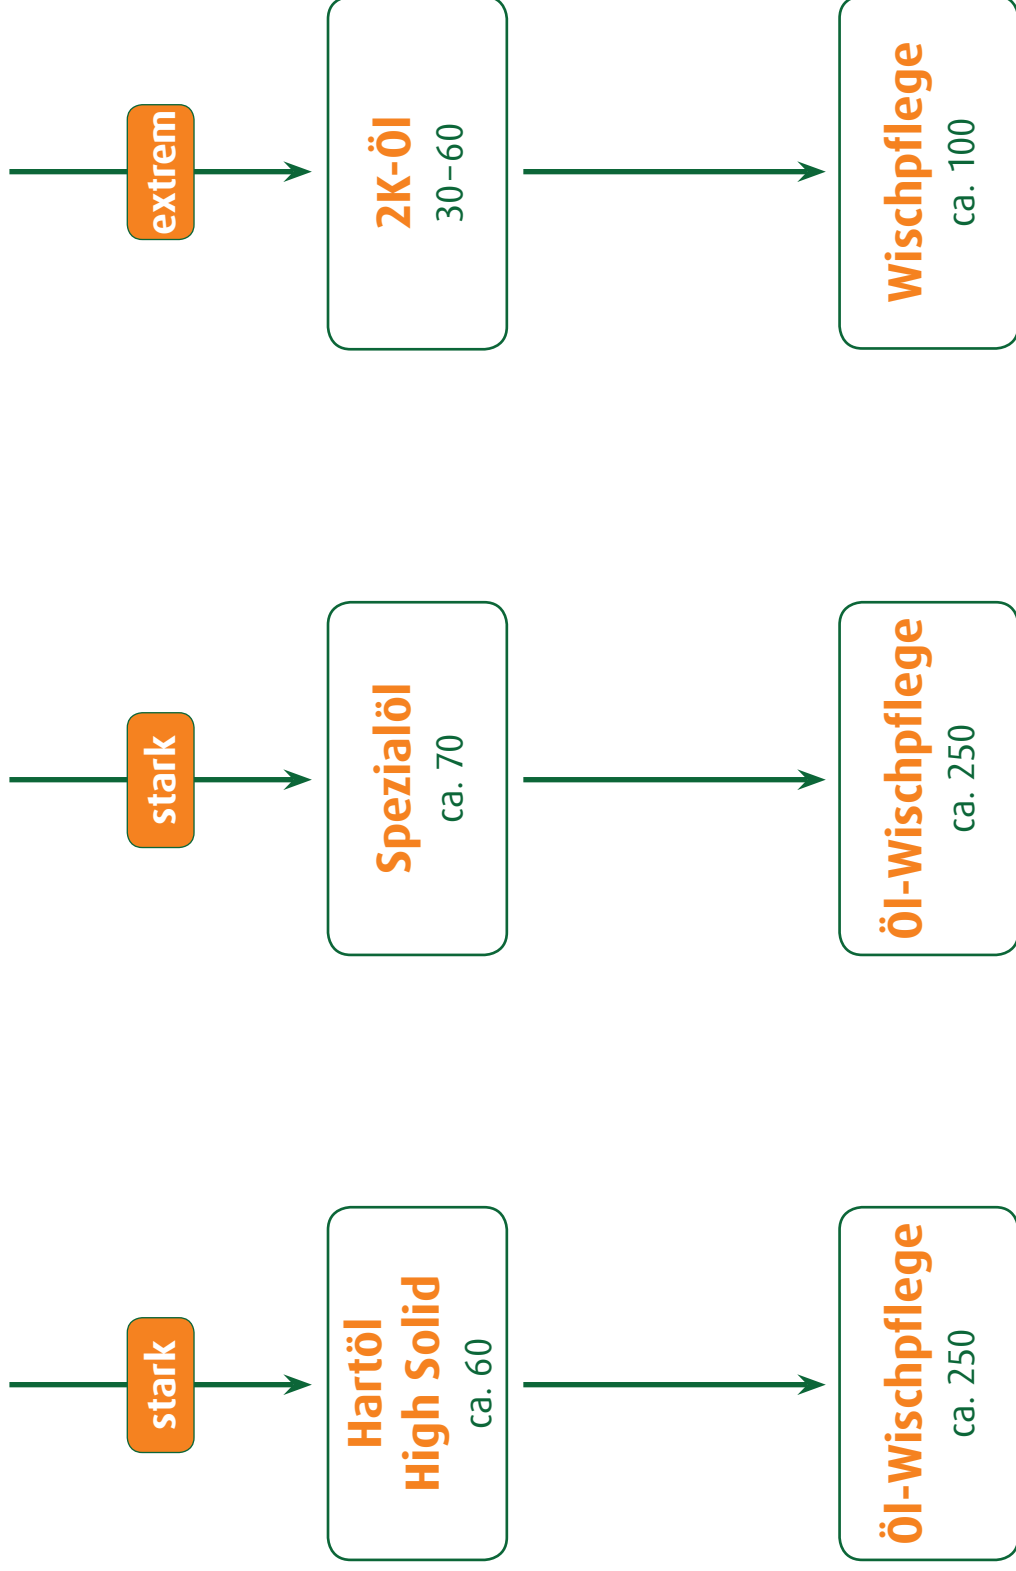 extrem
2K-Öl
30–60
Wischpflege
ca. 100
stark
Spezialöl
ca. 70
Öl-Wischpflege
ca. 250
stark
Hartöl
High Solid
ca. 60
Öl-Wischpflege
ca. 250